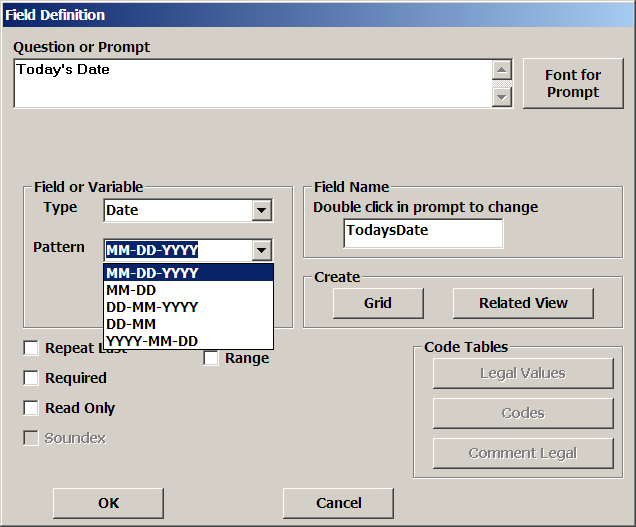 Field Definition
Question or Prompt
Today's Date
Font for
Prompt
Field or Variable
Type
Date
Pattern
MM-DD-YYYY
MM-DD-YYYY
MM-DD
DD-MM-YYYY
DD-MM
YYYY-MM-DD
Field Name
Double click in prompt to change
TodaysDate
Create
Grid
Related View
Repeat Last
Range
Required
Read Only
Soundex
Code Tables
Legal Values
Codes
Comment Legal
OK
Cancel